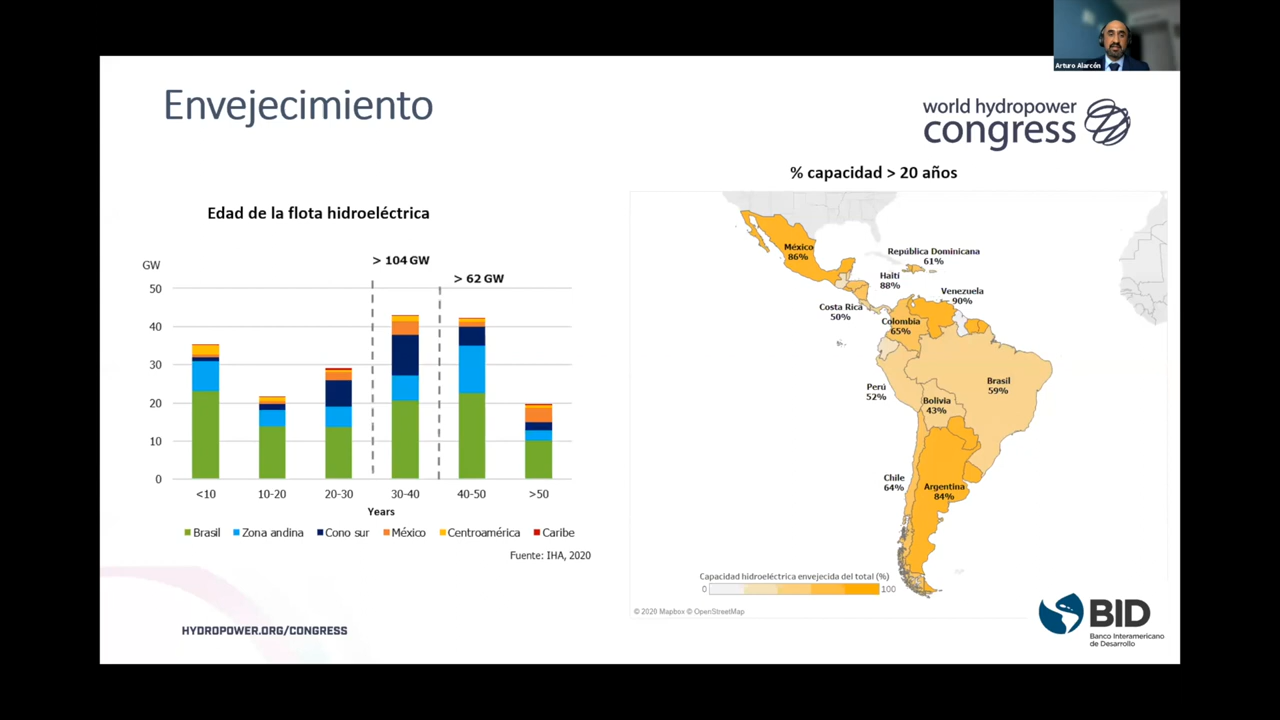 Arturo Alarcón
Envejecimiento
world hydropower
congress
% capacidad > 20 años
Edad de la flota hidroeléctrica
> 104 GW
> 62 GW
GW
50
40
30
20
10
0
<10
10-20
20-30
30-40
40-50
>50
Years
Brasil
Zona andina
Cono sur
México
Centroamérica
Caribe
Fuente: IHA, 2020
México
86%
República Dominicana
61%
Haití
88%
Venezuela
90%
Costa Rica
50%
Colombia
65%
Perú
52%
Brasíl
59%
Bolivia
43%
Chile
64%
Argentina
84%
Capacidad hidroeléctrica envejecida del total (%)
0
100
© 2020 Mapbox © OpenStreetMap
HYDROPOWER.ORG/CONGRESS
BID
Banco Interamericano
de Desarrollo